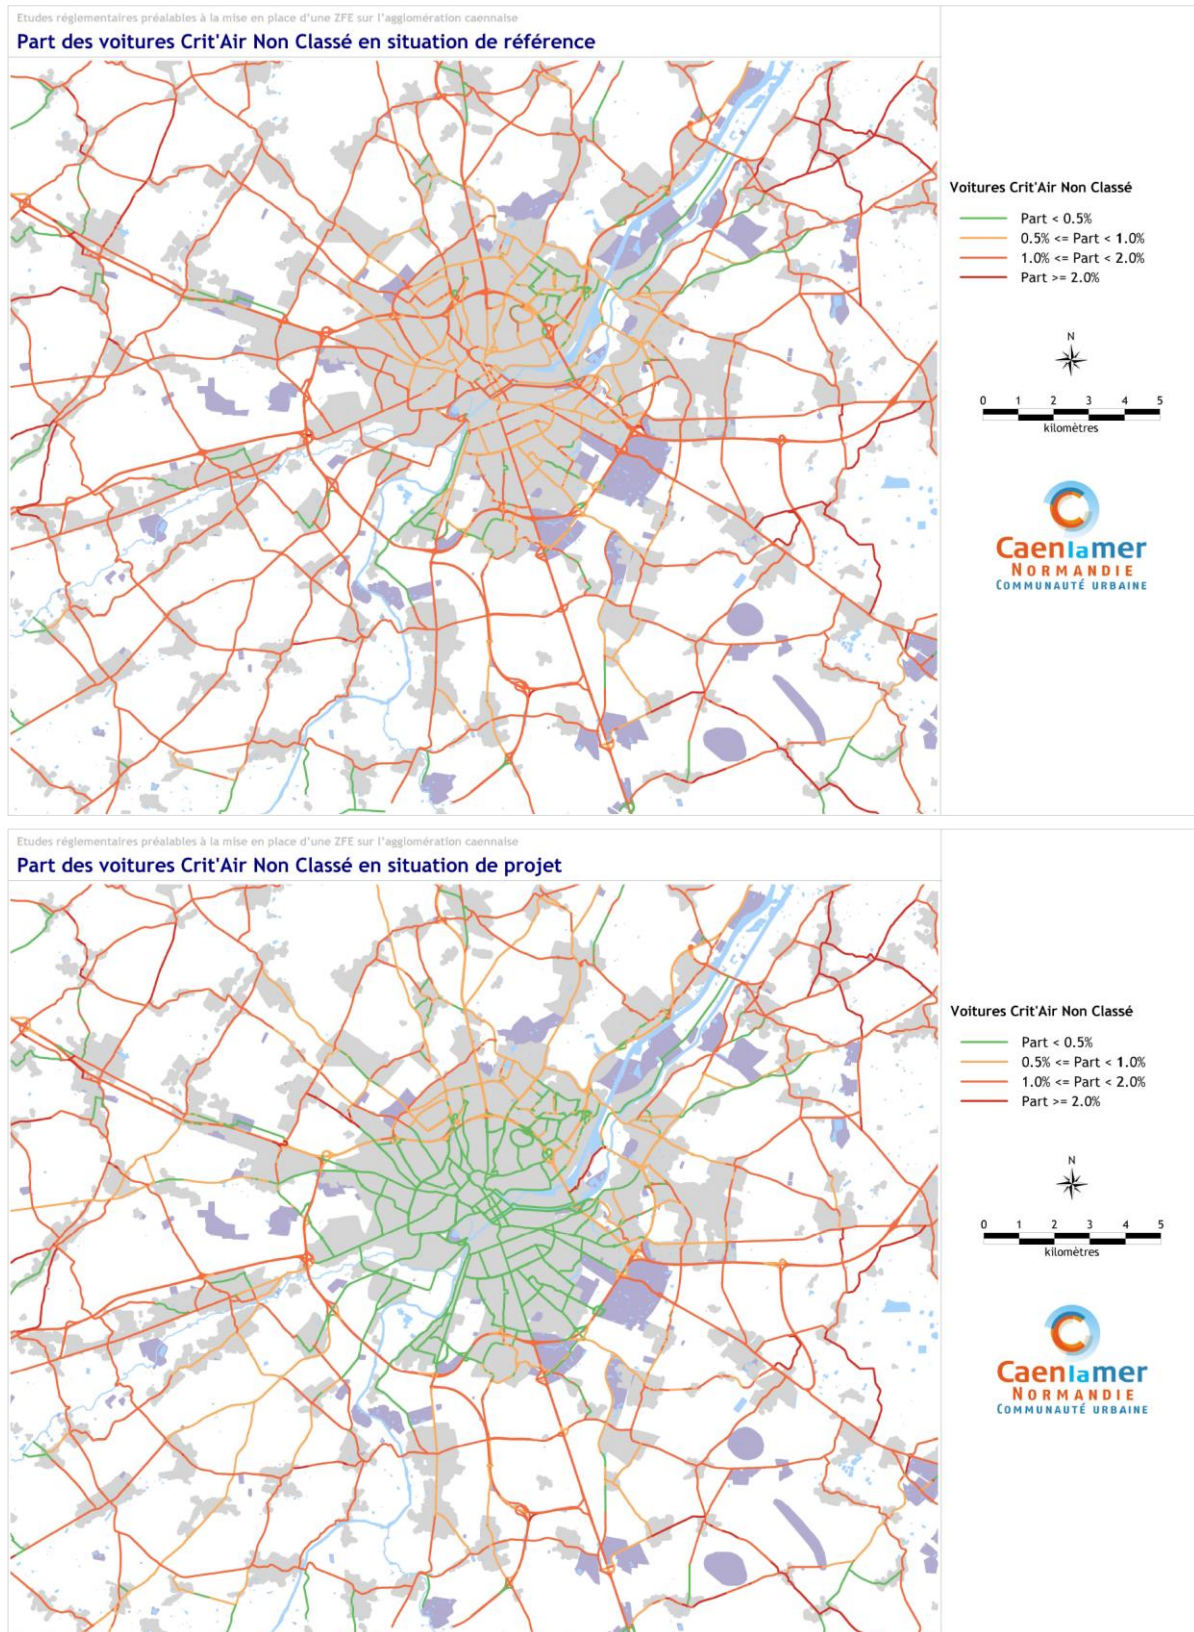 Etudes réglementaires préalables à la mise en place d'une ZFE sur l'agglomération caennaise
Part des voitures Crit'Air Non Classé en situation de référence
Voitures Crit'Air Non Classé
Part < 0.5%
0.5% <= Part < 1.0%
1.0% <= Part < 2.0%
Part >= 2.0%
N
0 1 2 3 4 5
kilomètres
Caenlamer
NORMANDIE
COMMUNAUTÉ URBAINE
Etudes réglementaires préalables à la mise en place d'une ZFE sur l'agglomération caennaise
Part des voitures Crit'Air Non Classé en situation de projet
Voitures Crit'Air Non Classé
Part < 0.5%
0.5% <= Part < 1.0%
1.0% <= Part < 2.0%
Part >= 2.0%
N
0 1 2 3 4 5
kilomètres
Caenlamer
NORMANDIE
COMMUNAUTÉ URBAINE